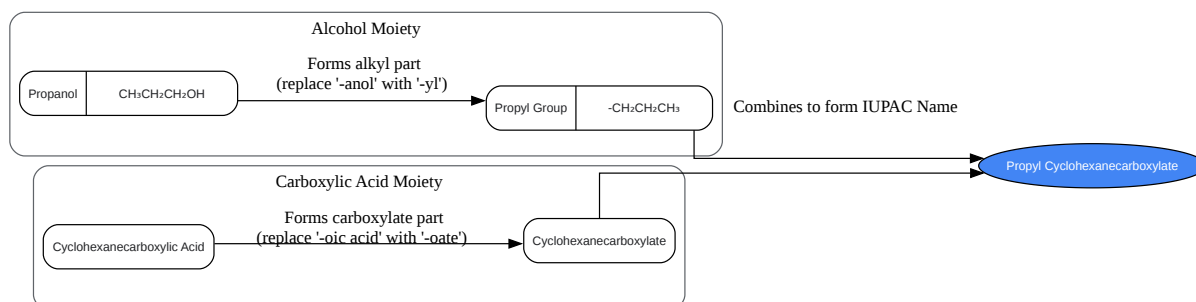 Alcohol Moiety
Forms alkyl part
(replace '-anol' with '-yl')
Propanol
CH₃CH₂CH₂OH
Propyl Group
-CH₂CH₂CH₃
Combines to form IUPAC Name
Propyl Cyclohexanecarboxylate
Carboxylic Acid Moiety
Forms carboxylate part
(replace '-oic acid' with '-oate')
Cyclohexanecarboxylic Acid
Cyclohexanecarboxylate